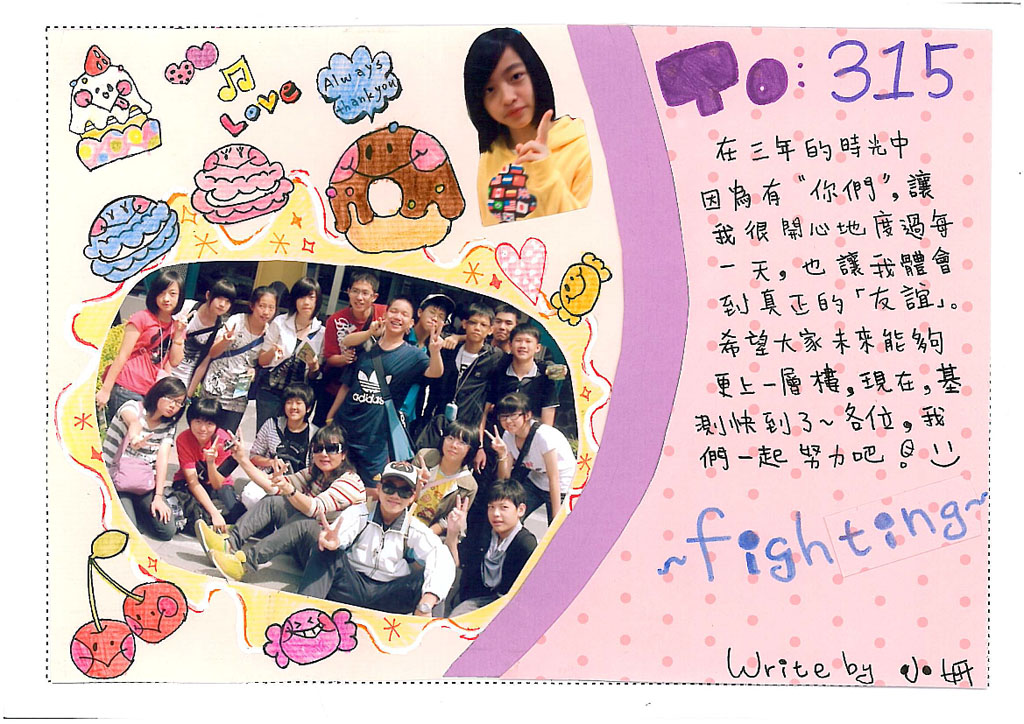 Love
Always
thank you
adidas
To: 315
在三年的時光中
因為有"你們",讓
我很開心地度過每
一天,也讓我體會
到真正的「友誼」。
希望大家未來能夠
更上一層樓,現在,基
測快到了~各位,我
們一起努力吧!
~fighting~
Write by 小妍